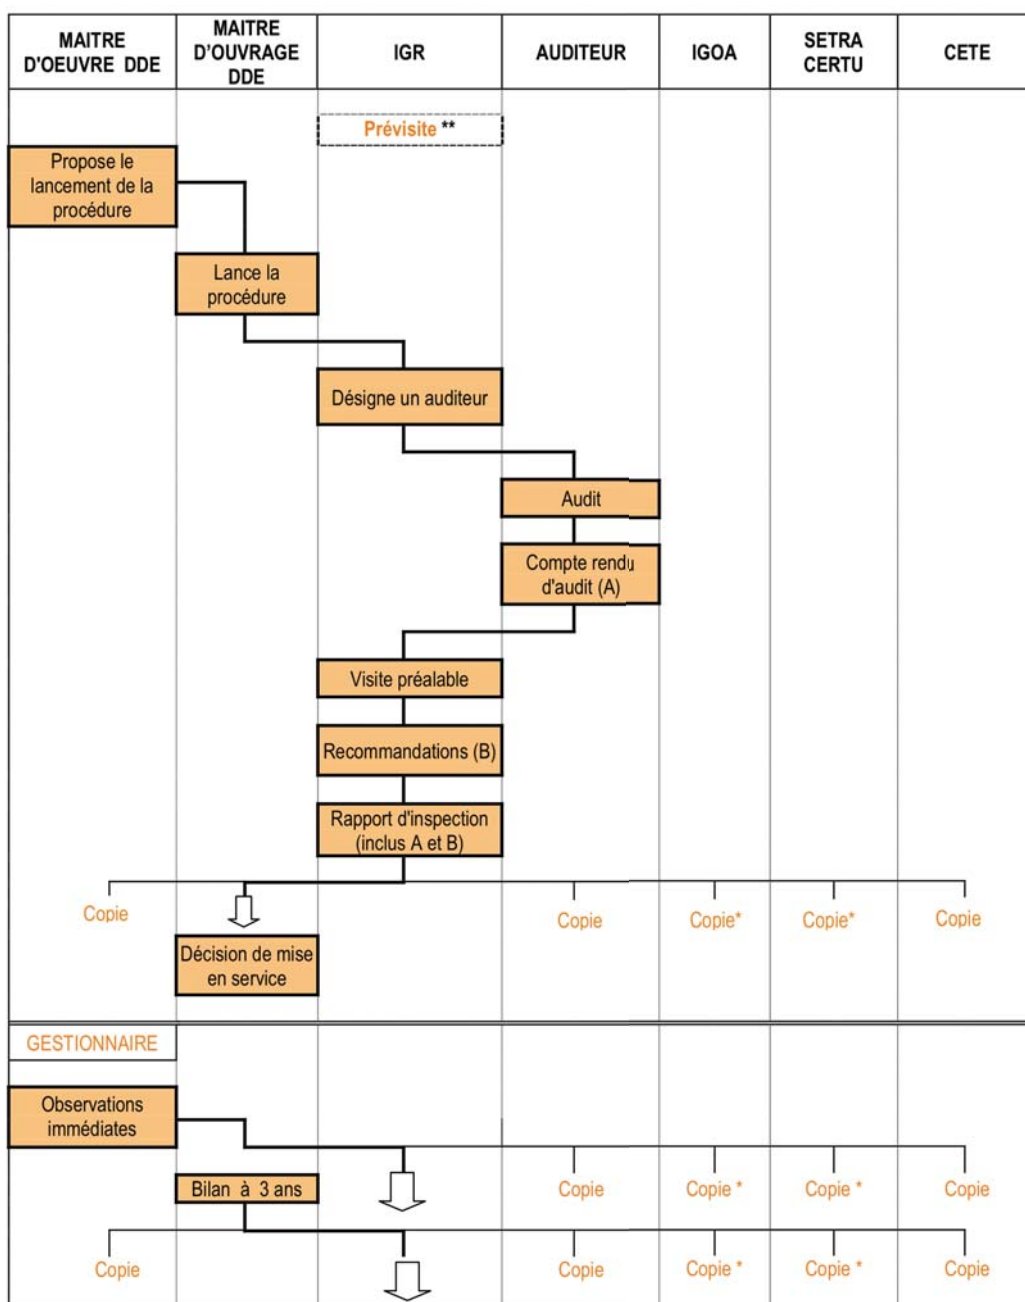 MAITRE
D'OEUVRE DDE
MAITRE
D'OUVRAGE
DDE
IGR
AUDITEUR
IGOA
SETRA
CERTU
CETE
Prévisite **
Propose le
lancement de la
procédure
Lance la
procédure
Désigne un auditeur
Audit
Compte rendu
d'audit (A)
Visite préalable
Recommandations (B)
Rapport d'inspection
(inclus A et B)
Copie
Copie
Copie*
Copie*
Copie
Décision de mise
en service
GESTIONNAIRE
Observations
immédiates
Bilan à 3 ans
Copie
Copie *
Copie *
Copie
Copie
Copie
Copie *
Copie *
Copie